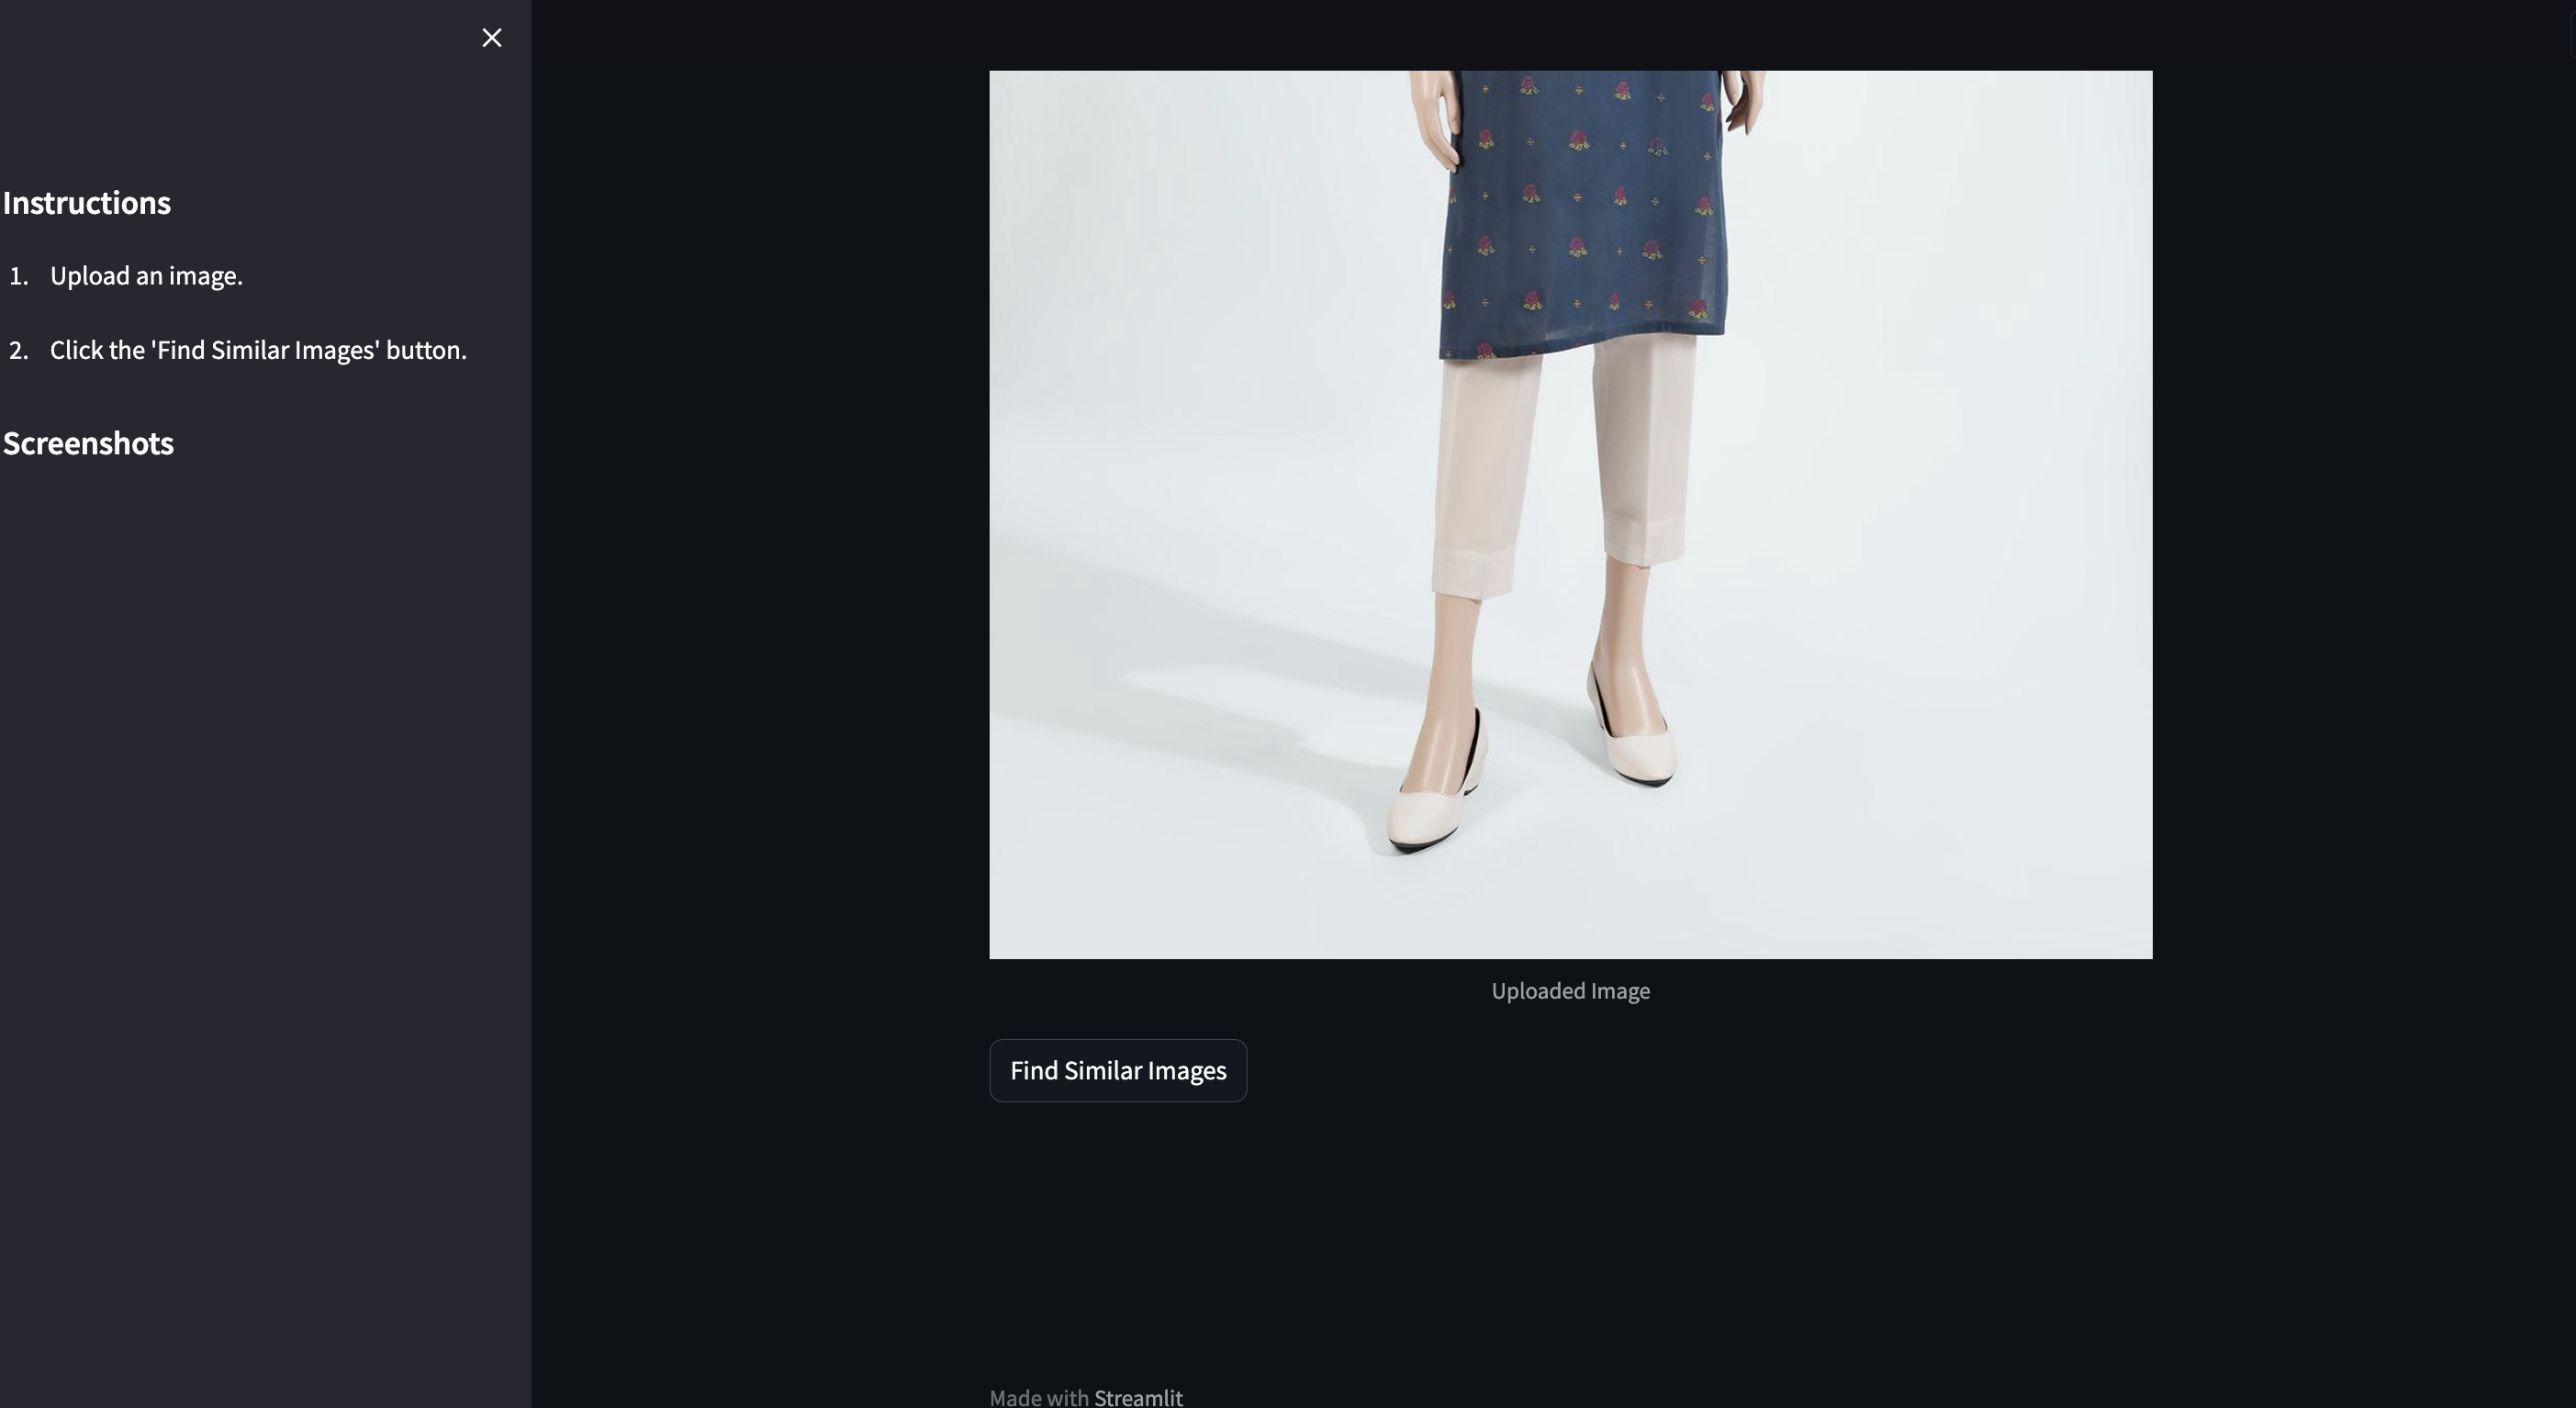 Instructions
1. Upload an image.
2. Click the 'Find Similar Images' button.
Screenshots
Uploaded Image
Find Similar Images
Made with Streamlit